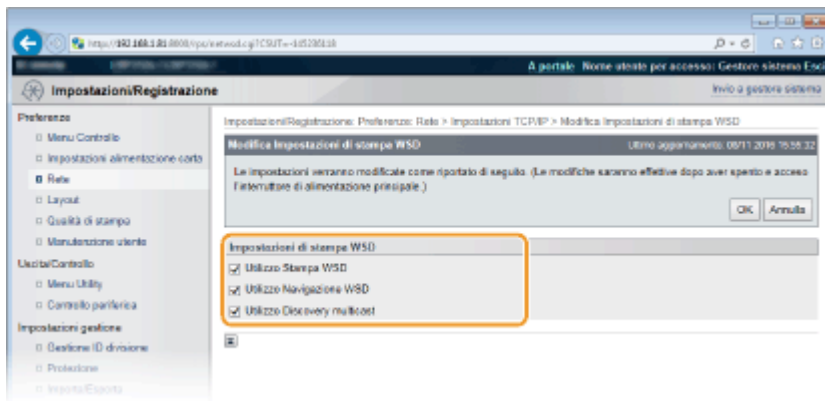 A portale Nome utente per accesso: Gestore sistema Esci
Impostazioni/Registrazione
Invio a gestore sistema
Preferenze
Menu Controllo
Impostazioni alimentazione carta
Rete
Layout
Qualità di stampa
Manutenzione utente
Uscita/Controllo
Menu Utility
Controllo periferica
Impostazioni gestione
Gestione ID divisione
Protezione
Importa/Esporta
Impostazioni/Registrazione: Preferenze: Rete > Impostazioni TCP/IP > Modifica Impostazioni di stampa WSD
Modifica Impostazioni di stampa WSD
Ultimo aggiornamento: 08/11 2016
Le impostazioni verranno modificate come riportato di seguito. (Le modifiche saranno effettive dopo aver spento e acceso
l'interruttore di alimentazione principale.)
OK Annulla
Impostazioni di stampa WSD
Utilizzo Stampa WSD
Utilizzo Navigazione WSD
Utilizzo Discovery multicast